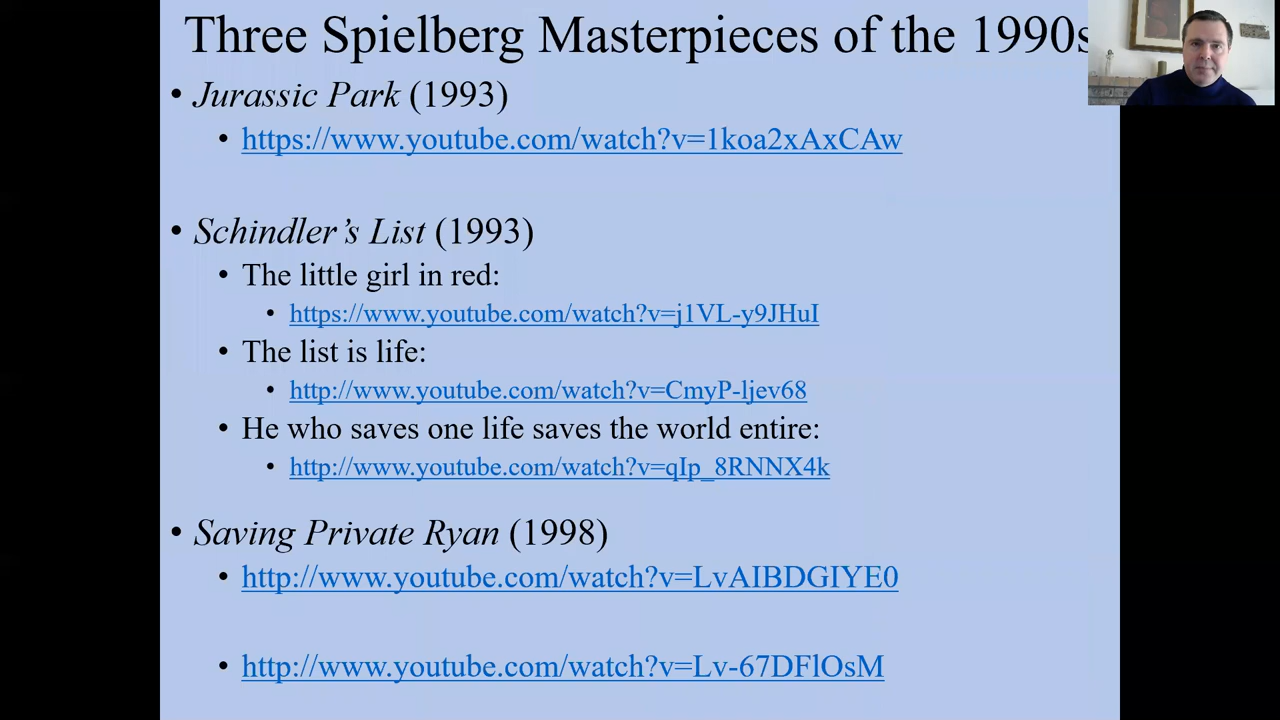 Three Spielberg Masterpieces of the 1990s
• Jurassic Park (1993)
• https://www.youtube.com/watch?v=1koa2xAxCAw
• Schindler’s List (1993)
• The little girl in red:
• https://www.youtube.com/watch?v=j1VL-y9JHuI
• The list is life:
• http://www.youtube.com/watch?v=CmyP-ljev68
• He who saves one life saves the world entire:
• http://www.youtube.com/watch?v=qIp_8RNNX4k
• Saving Private Ryan (1998)
• http://www.youtube.com/watch?v=LvAIBDGIYE0
• http://www.youtube.com/watch?v=Lv-67DFlOsM